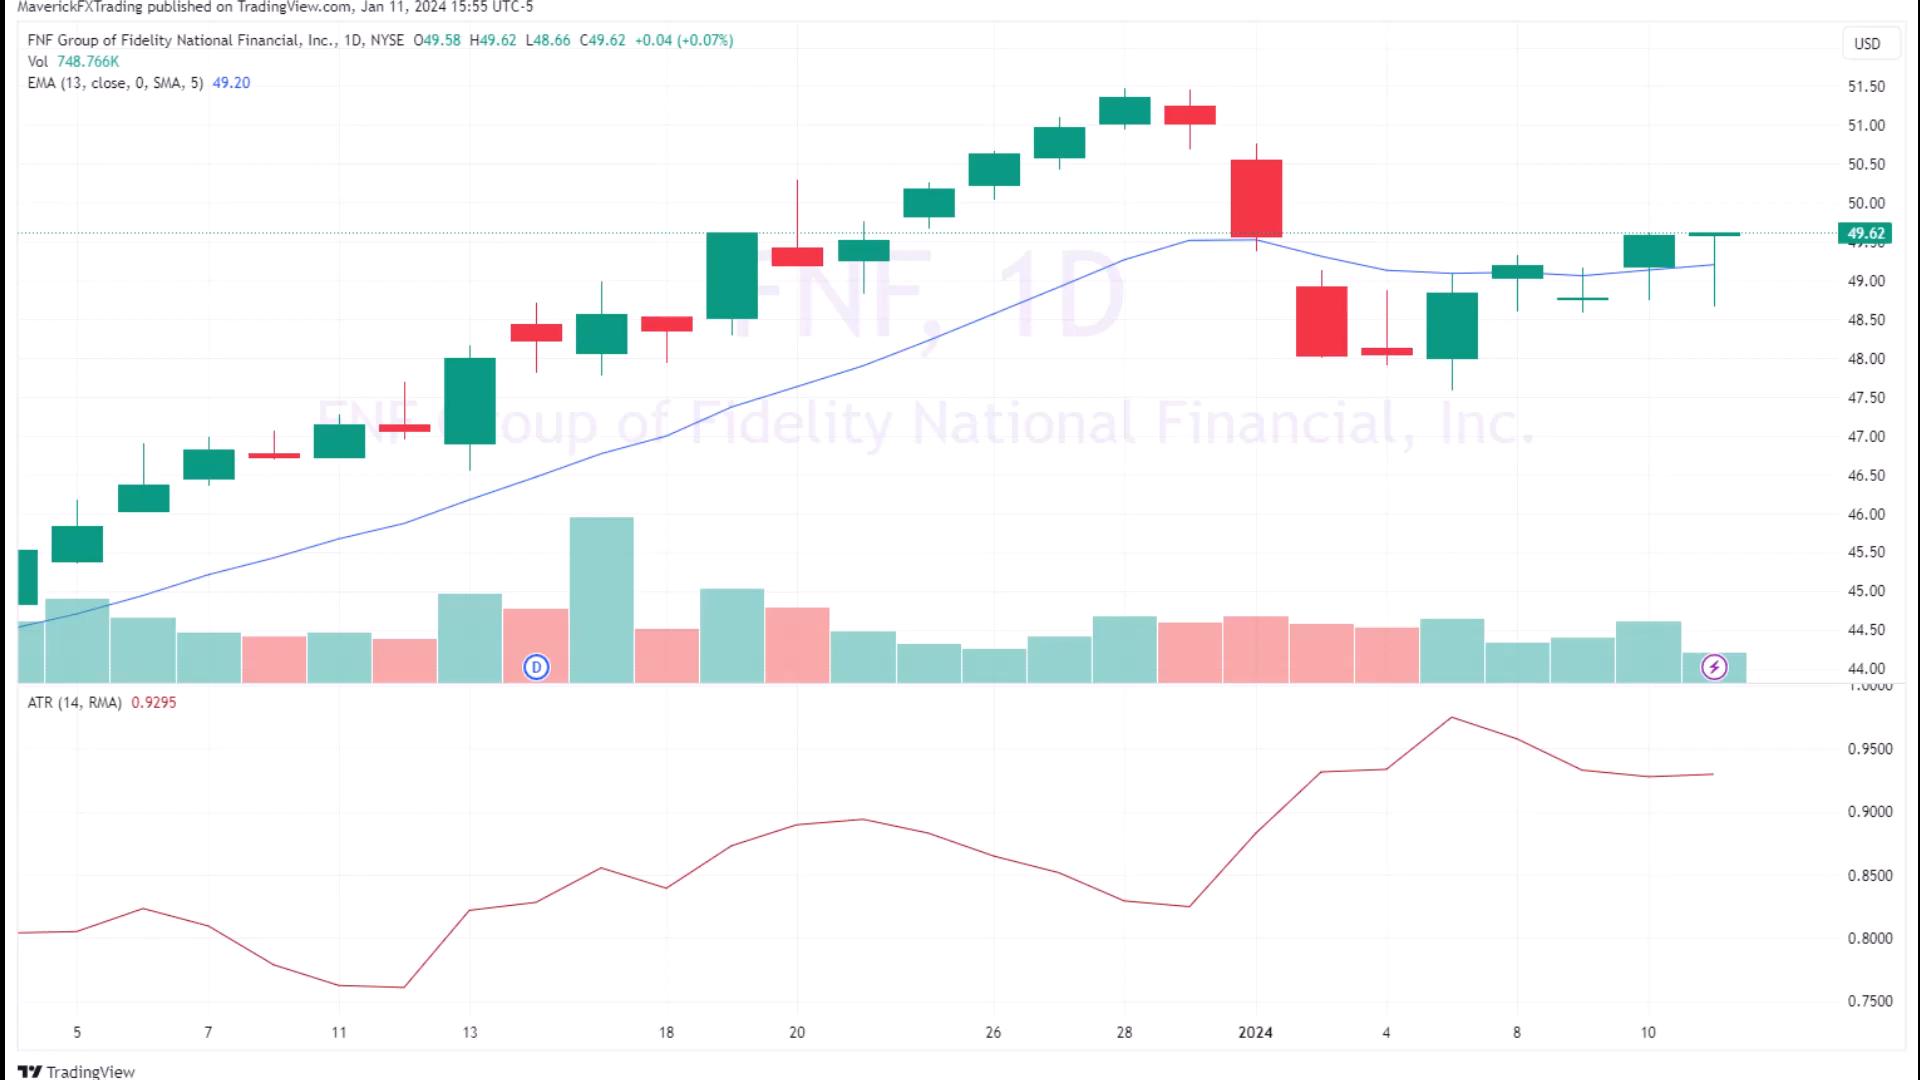 MaverickFXTrading published on TradingView.com, Jan 11, 2024 15:55 UTC-5
FNF Group of Fidelity National Financial, Inc., 1D, NYSE O49.58 H49.62 L48.66 C49.62 +0.04 (+0.07%)
USD
Vol 748.766K
EMA (13, close, 0, SMA, 5) 49.20
51.50
51.00
50.50
50.00
49.62
49.50
49.00
48.50
48.00
47.50
47.00
46.50
46.00
45.50
45.00
44.50
44.00
FNF, 1D
FNF Group of Fidelity National Financial, Inc.
D
1.0000
ATR (14, RMA) 0.9295
0.9500
0.9000
0.8500
0.8000
0.7500
5 7 11 13 18 20 26 28 2024 4 8 10
TradingView